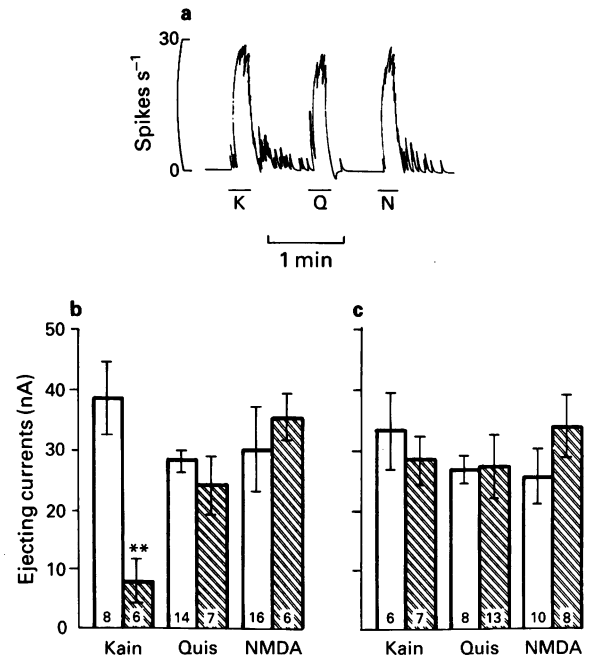 a
30
Spikes s⁻¹
0
K Q N
1 min
b
50
40
30
20
10
0
Ejecting currents (nA)
**
8 6 14 7 16 6
Kain Quis NMDA
c
6 7 8 13 10 8
Kain Quis NMDA